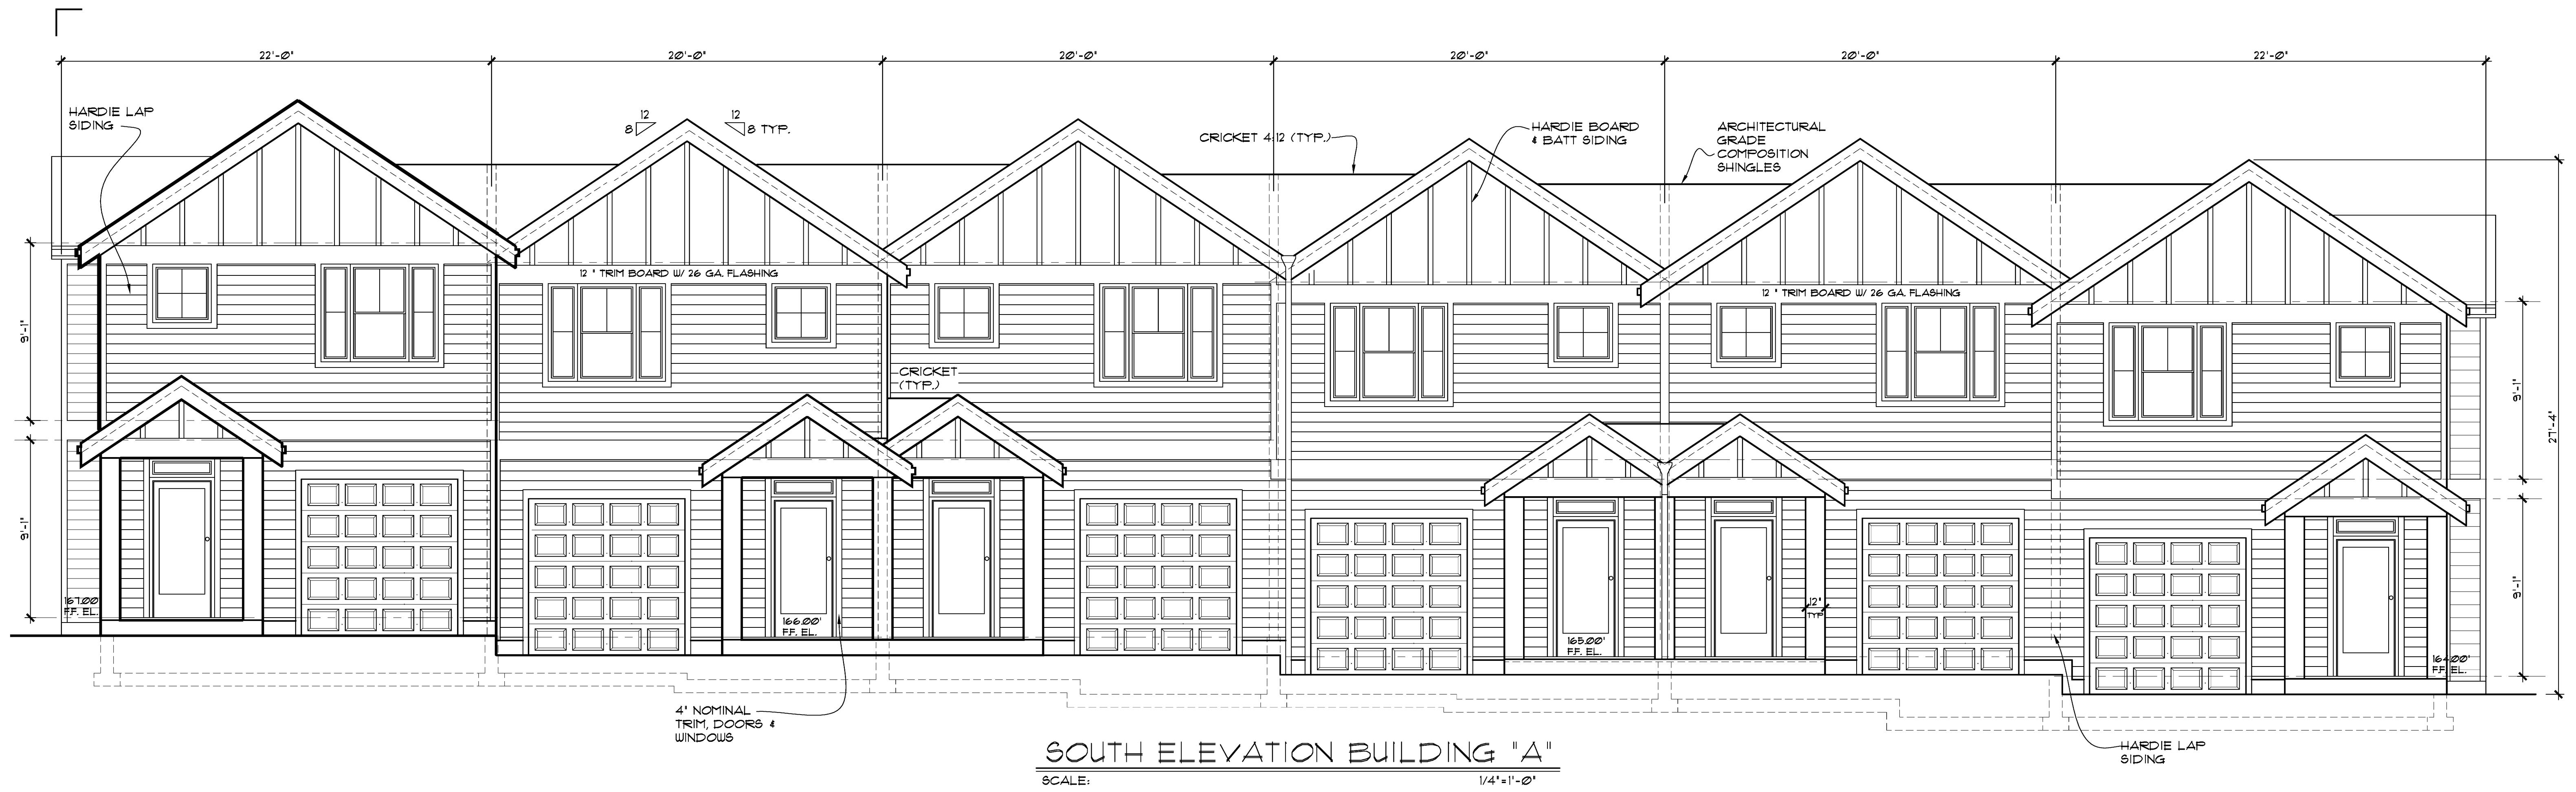 22'-0" 20'-0" 20'-0" 20'-0" 20'-0" 22'-0"
HARDIE LAP
SIDING
12
8
12
8 TYP.
CRICKET 4:12 (TYP.)
HARDIE BOARD
& BATT SIDING
ARCHITECTURAL
GRADE
COMPOSITION
SHINGLES
12 " TRIM BOARD W/ 26 GA. FLASHING
12 " TRIM BOARD W/ 26 GA. FLASHING
9'-1"
CRICKET
(TYP.)
9'-1"
27'-4"
9'-1"
9'-1"
167.00'
F.F. EL.
166.00'
F.F. EL.
165.00'
F.F. EL.
12"
TYP
164.00'
F.F. EL.
4" NOMINAL
TRIM, DOORS &
WINDOWS
HARDIE LAP
SIDING
SOUTH ELEVATION BUILDING "A"
SCALE: 1/4"=1'-0"